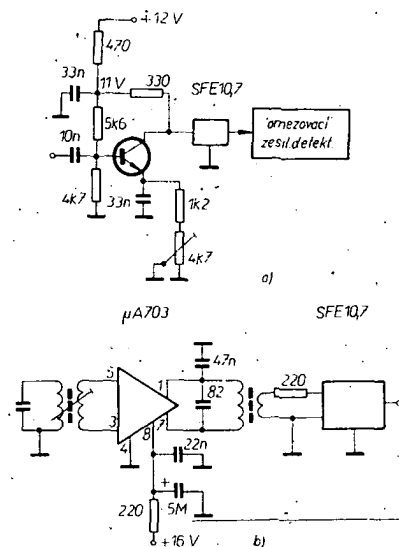 +12 V
470
33n
11 V
330
SFE10,7
5k6
10n
omezovací
zesil.detekt.
4k7
33n
1k2
4k7
a)
μA703
SFE10,7
47n
5
1
82
220
3
4
8
7
22n
+
5M
220
+16 V
b)